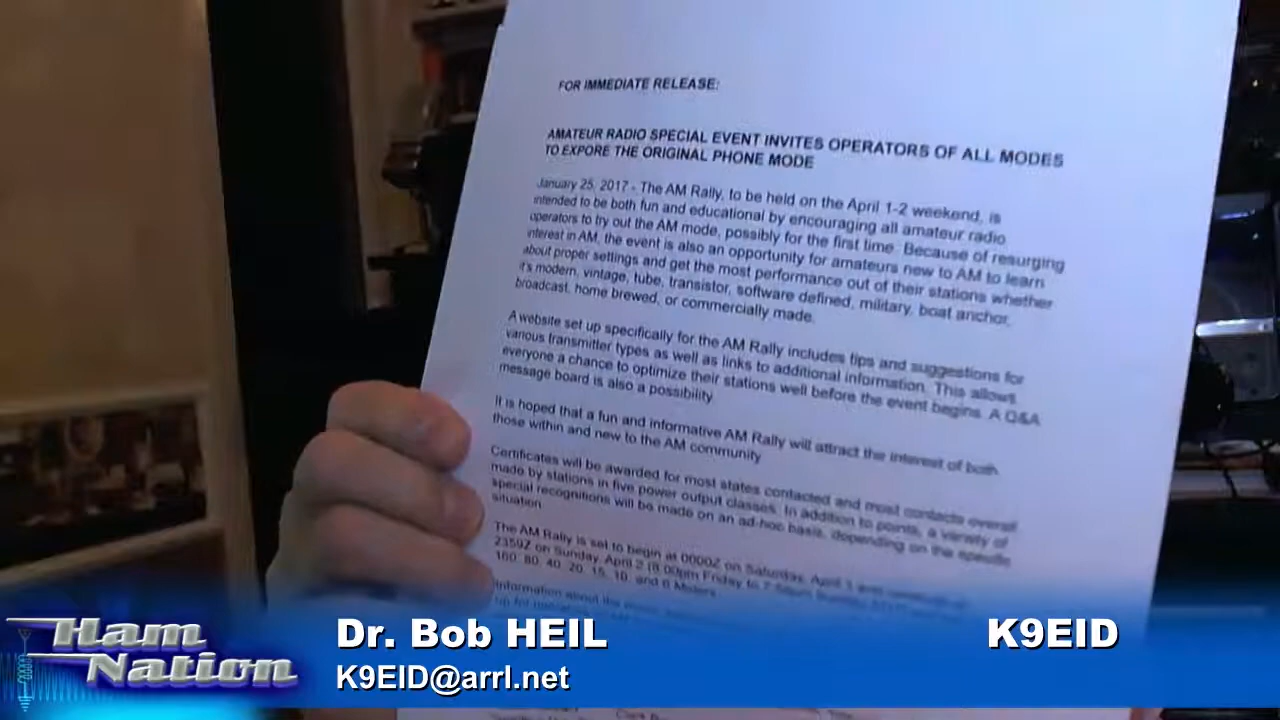 FOR IMMEDIATE RELEASE:
AMATEUR RADIO SPECIAL EVENT INVITES OPERATORS OF ALL MODES
TO EXPORE THE ORIGINAL PHONE MODE
January 25, 2017 - The AM Rally, to be held on the April 1-2 weekend, is
intended to be both fun and educational by encouraging all amateur radio
operators to try out the AM mode, possibly for the first time. Because of resurging
interest in AM, the event is also an opportunity for amateurs new to AM to learn
about proper settings and get the most performance out of their stations whether
it's modern, vintage, tube, transistor, software defined, military, boat anchor,
broadcast, home brewed, or commercially made.
A website set up specifically for the AM Rally includes tips and suggestions for
various transmitter types as well as links to additional information. This allows
everyone a chance to optimize their stations well before the event begins. A Q&A
message board is also a possibility.
It is hoped that a fun and informative AM Rally will attract the interest of both
those within and new to the AM community.
Certificates will be awarded for most states contacted and most contacts overall
made by stations in five power output classes. In addition to points, a variety of
special recognitions will be made on an ad-hoc basis, depending on the specific
situation.
The AM Rally is set to begin at 0000Z on Saturday, April 1 and
2359Z on Sunday, April 2 (8:00pm Friday to
160, 80, 40, 20, 15, 10, and 6 Meters.
Information about the
Ham
Nation
Dr. Bob HEIL
K9EID
K9EID@arrl.net